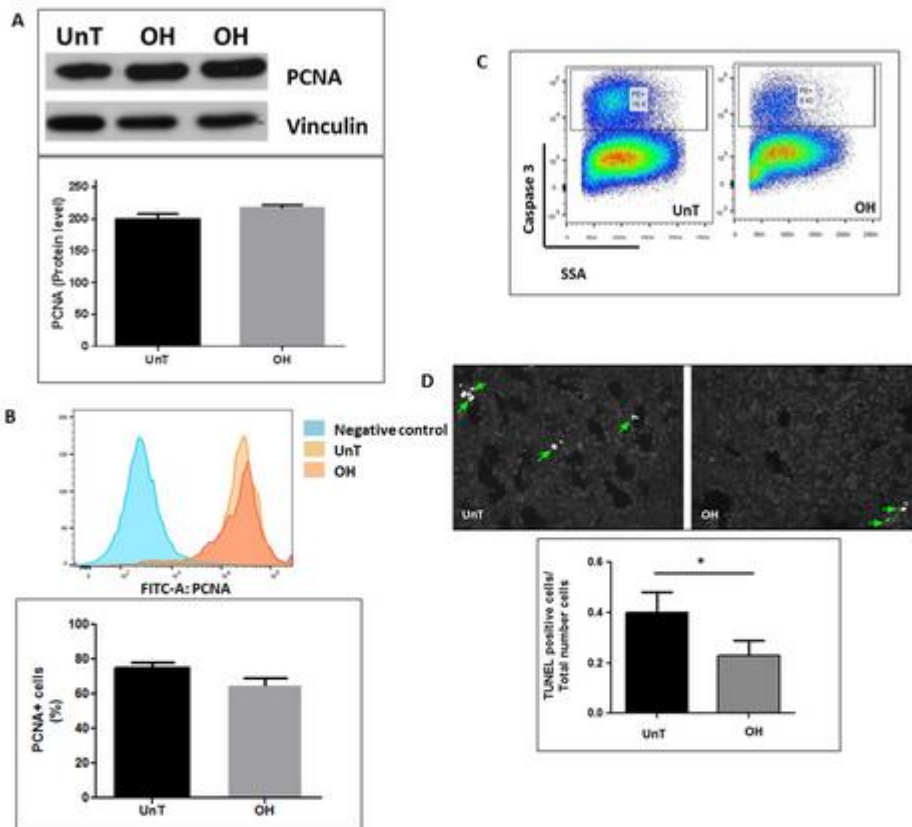 A
UnT OH OH
PCNA
Vinculin
PCNA (Protein level)
250
200
150
100
50
0
UnT OH
B
Negative control
UnT
OH
FITC-A: PCNA
PCNA+ cells
(%)
100
80
60
40
20
0
UnT OH
C
Caspase 3
UnT
OH
SSA
D
UnT
OH
TUNEL positive cells/
Total number cells
0.6
0.4
0.2
0.0
*
UnT OH